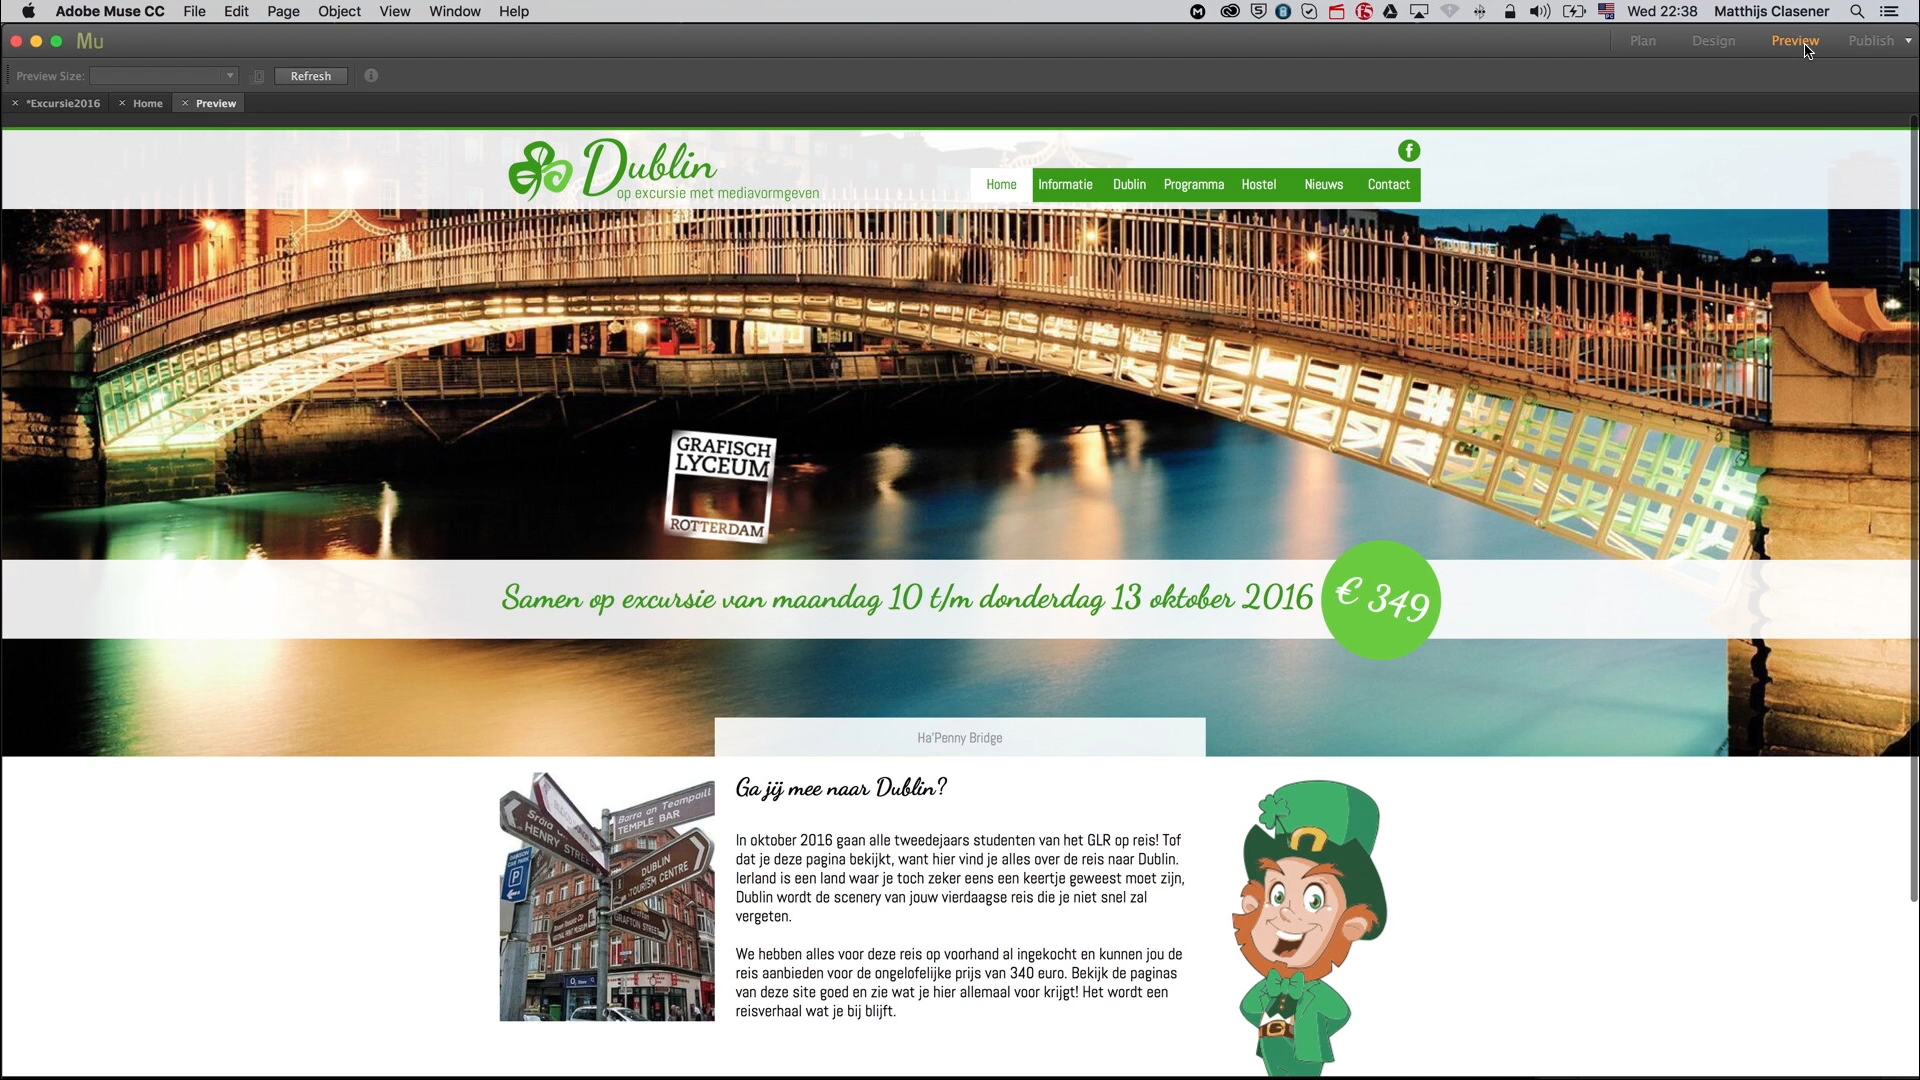 Adobe Muse CC File Edit Page Object View Window Help Wed 22:38 Matthijs Clasener
Mu Plan Design Preview Publish
Preview Size: Refresh
*Excursie2016 Home Preview
Dublin
op excursie met mediavormgeven
Home Informatie Dublin Programma Hostel Nieuws Contact
GRAFISCH
LYCEUM
ROTTERDAM
Samen op excursie van maandag 10 t/m donderdag 13 oktober 2016
€ 349
Ha'Penny Bridge
Barra an Teampaill
TEMPLE BAR
HENRY STREET
DUBLIN
TOURISM CENTRE
GRAFTON STREET
Ga jij mee naar Dublin?
In oktober 2016 gaan alle tweedejaars studenten van het GLR op reis! Tof
dat je deze pagina bekijkt, want hier vind je alles over de reis naar Dublin.
Ierland is een land waar je toch zeker eens een keertje geweest moet zijn,
Dublin wordt de scenery van jouw vierdaagse reis die je niet snel zal
vergeten.
We hebben alles voor deze reis op voorhand al ingekocht en kunnen jou de
reis aanbieden voor de ongelofelijke prijs van 340 euro. Bekijk de paginas
van deze site goed en zie wat je hier allemaal voor krijgt! Het wordt een
reisverhaal wat je bij blijft.